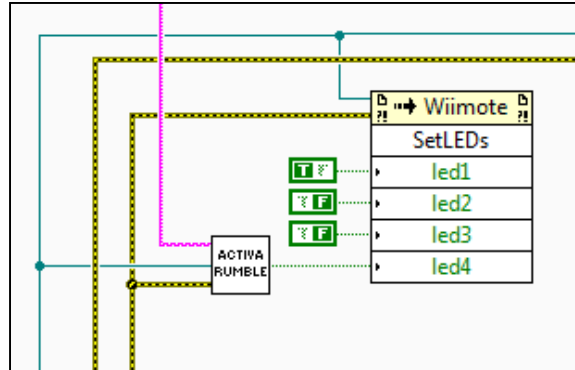 Wiimote
SetLEDs
T led1
F led2
F led3
led4
ACTIVA
RUMBLE